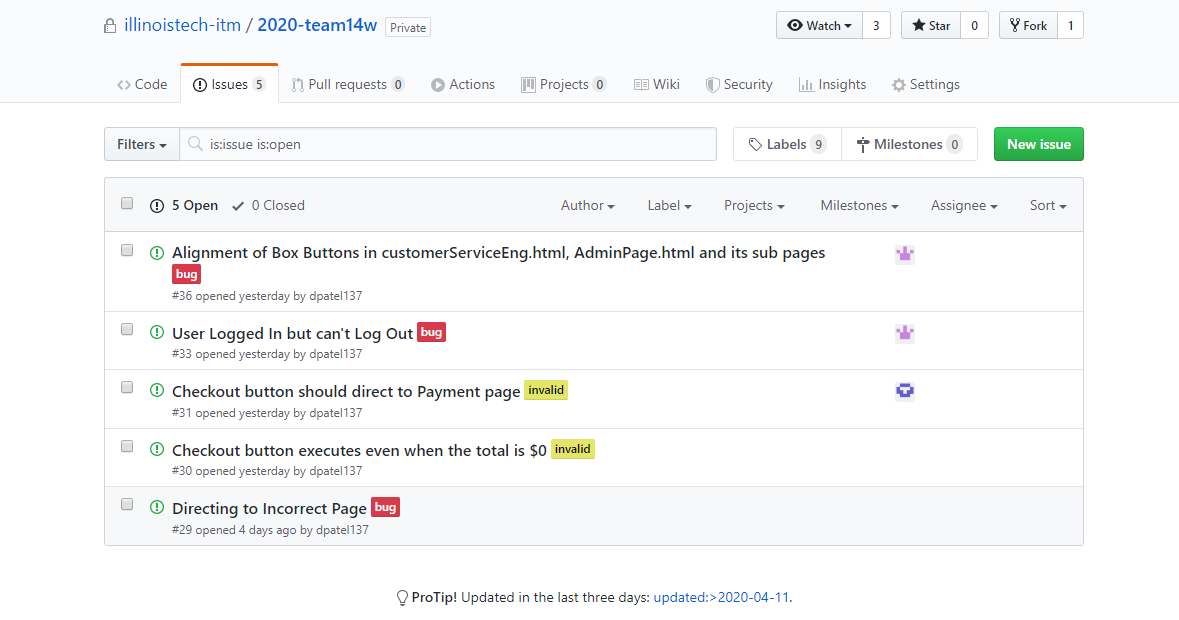 illinoistech-itm / 2020-team14w Private Watch 3 Star 0 Fork 1
Code Issues 5 Pull requests 0 Actions Projects 0 Wiki Security Insights Settings
Filters is:issue is:open Labels 9 Milestones 0 New issue
5 Open 0 Closed Author Label Projects Milestones Assignee Sort
Alignment of Box Buttons in customerServiceEng.html, AdminPage.html and its sub pages
bug
#36 opened yesterday by dpatel137
User Logged In but can't Log Out bug
#33 opened yesterday by dpatel137
Checkout button should direct to Payment page invalid
#31 opened yesterday by dpatel137
Checkout button executes even when the total is $0 invalid
#30 opened yesterday by dpatel137
Directing to Incorrect Page bug
#29 opened 4 days ago by dpatel137
ProTip! Updated in the last three days: updated:>2020-04-11.